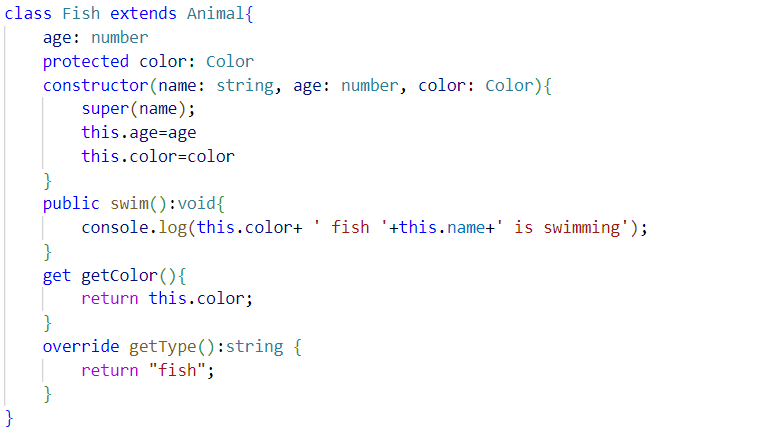 class Fish extends Animal{
    age: number
    protected color: Color
    constructor(name: string, age: number, color: Color){
        super(name);
        this.age=age
        this.color=color
    }
    public swim():void{
        console.log(this.color+ ' fish '+this.name+' is swimming');
    }
    get getColor(){
        return this.color;
    }
    override getType():string {
        return "fish";
    }
}